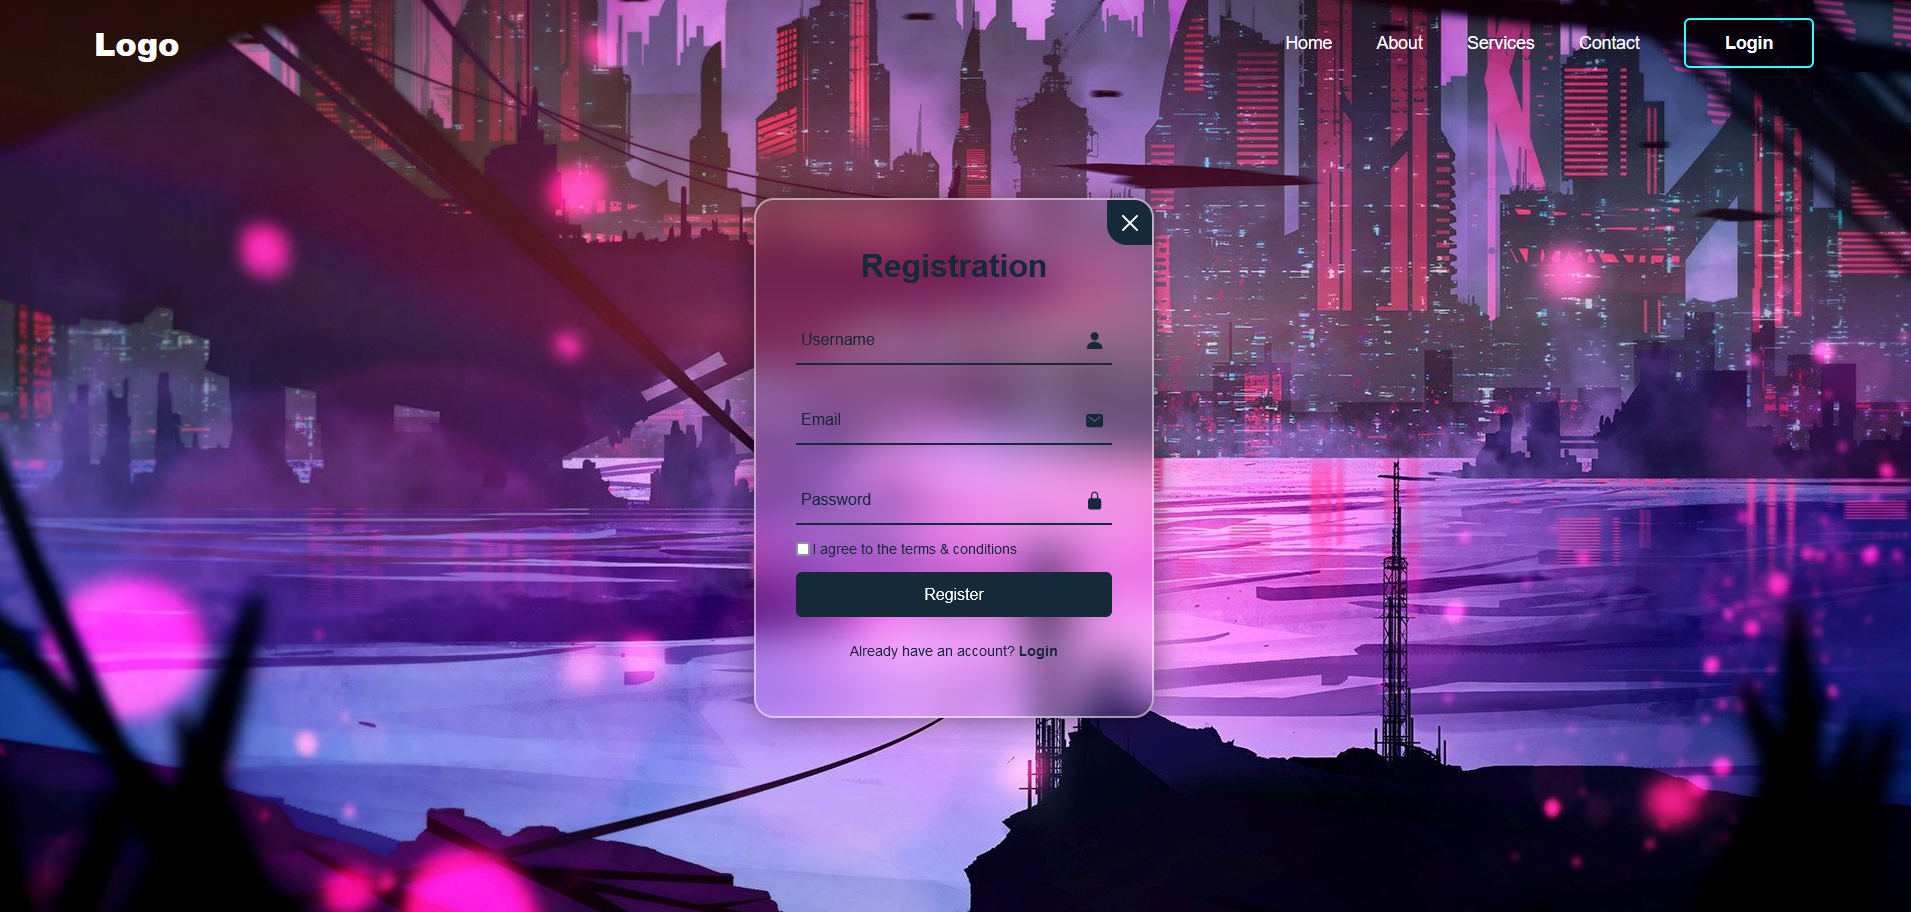 Logo
Home About Services Contact Login
Registration
Username
Email
Password
I agree to the terms & conditions
Register
Already have an account? Login